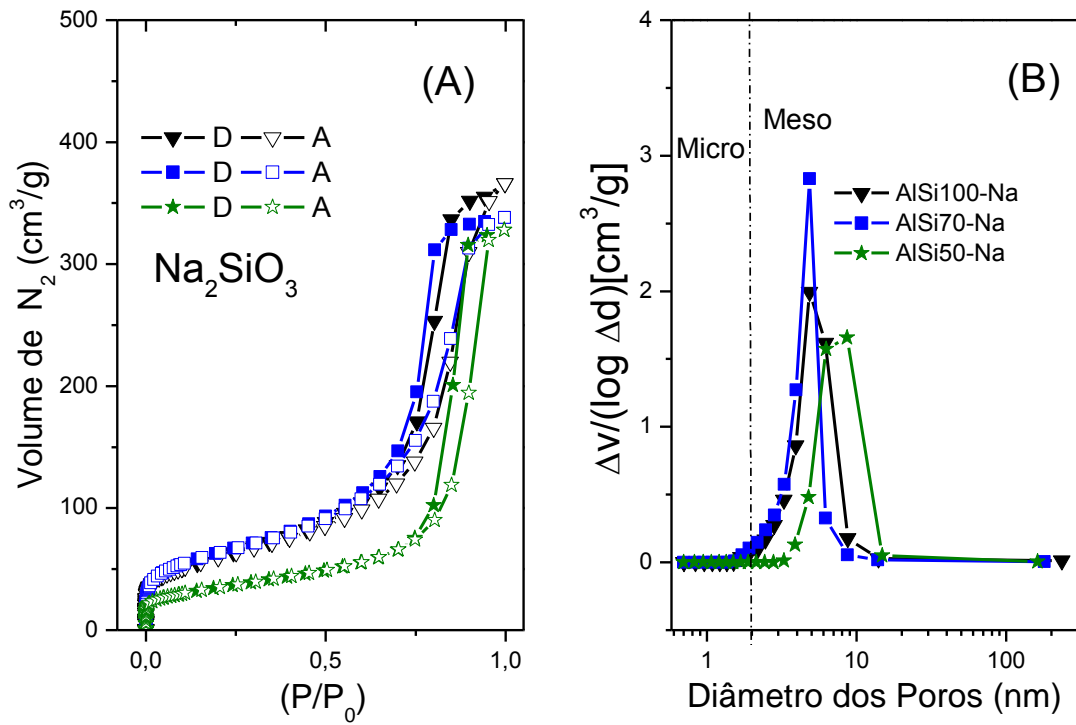 500
400
300
200
100
0
Volume de N₂ (cm³/g)
(A)
D A
D A
D A
Na₂SiO₃
0,0 0,5 1,0
(P/P₀)
4
3
2
1
0
Δv/(log Δd)[cm³/g]
(B)
Micro Meso
AlSi100-Na
AlSi70-Na
AlSi50-Na
1 10 100
Diâmetro dos Poros (nm)